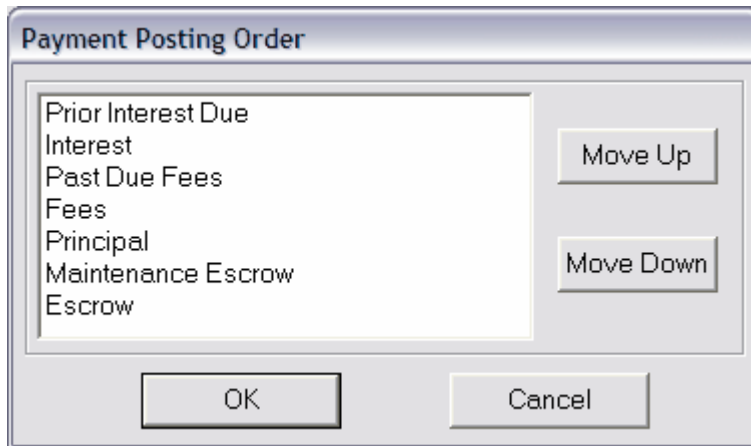 Payment Posting Order
Prior Interest Due
Interest
Past Due Fees
Fees
Principal
Maintenance Escrow
Escrow
Move Up
Move Down
OK
Cancel